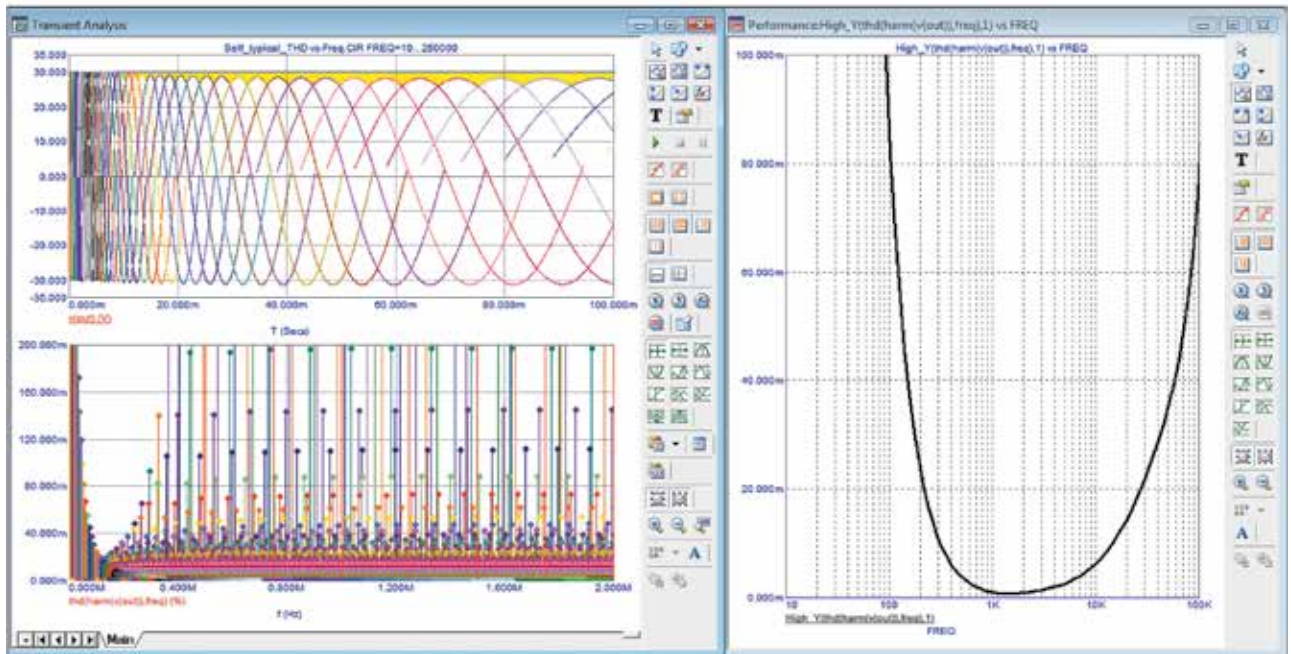 Transient Analysis
Self_typical_THD vs Freq.CIR FREQ=10...250000
35.000
30.000
20.000
10.000
0.000
-10.000
-20.000
-30.000
-35.000
0.000m 20.000m 40.000m 60.000m 80.000m 100.000m
T (Secs)
200.000m
160.000m
120.000m
80.000m
40.000m
0.000m
0.000M 0.400M 0.800M 1.200M 1.600M 2.000M
thd(harm(v(out)),freq) (%)
f (Hz)
Main
T
A
Performance:High_Y(thd(harm(v(out)),freq),1) vs FREQ
High_Y(thd(harm(v(out)),freq),1) vs FREQ
100.000m
80.000m
60.000m
40.000m
20.000m
0.000m
10 100 1K 10K 100K
High_Y(thd(harm(v(out)),freq),1)
FREQ
T
A